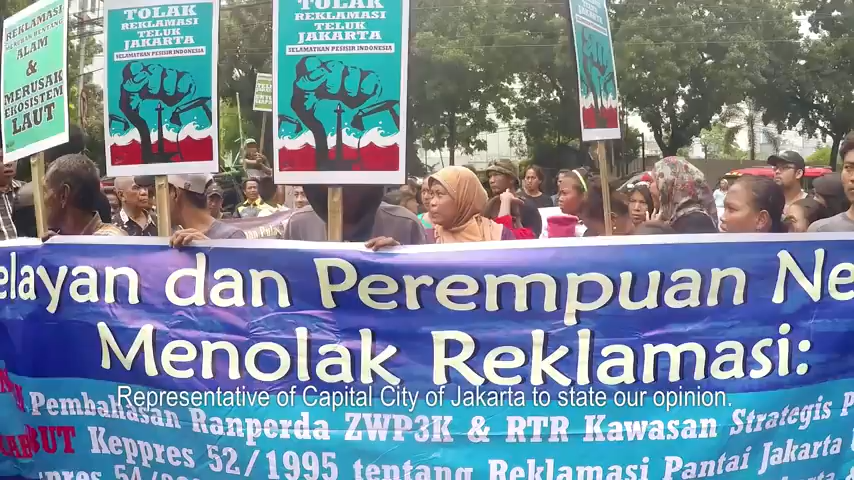 REKLAMASI
ALAM
&
MERUSAK
EKOSISTEM
LAUT
TOLAK
REKLAMASI
TELUK
JAKARTA
SELAMATKAN PESISIR INDONESIA
TOLAK
REKLAMASI
TELUK
JAKARTA
SELAMATKAN PESISIR INDONESIA
elayan dan Perempuan Ne
Menolak Reklamasi:
Representative of Capital City of Jakarta to state our opinion.
Pembahasan Ranperda ZWP3K & RTR Kawasan Strategis P
BUT Keppres 52/1995 tentang Reklamasi Pantai Jakarta